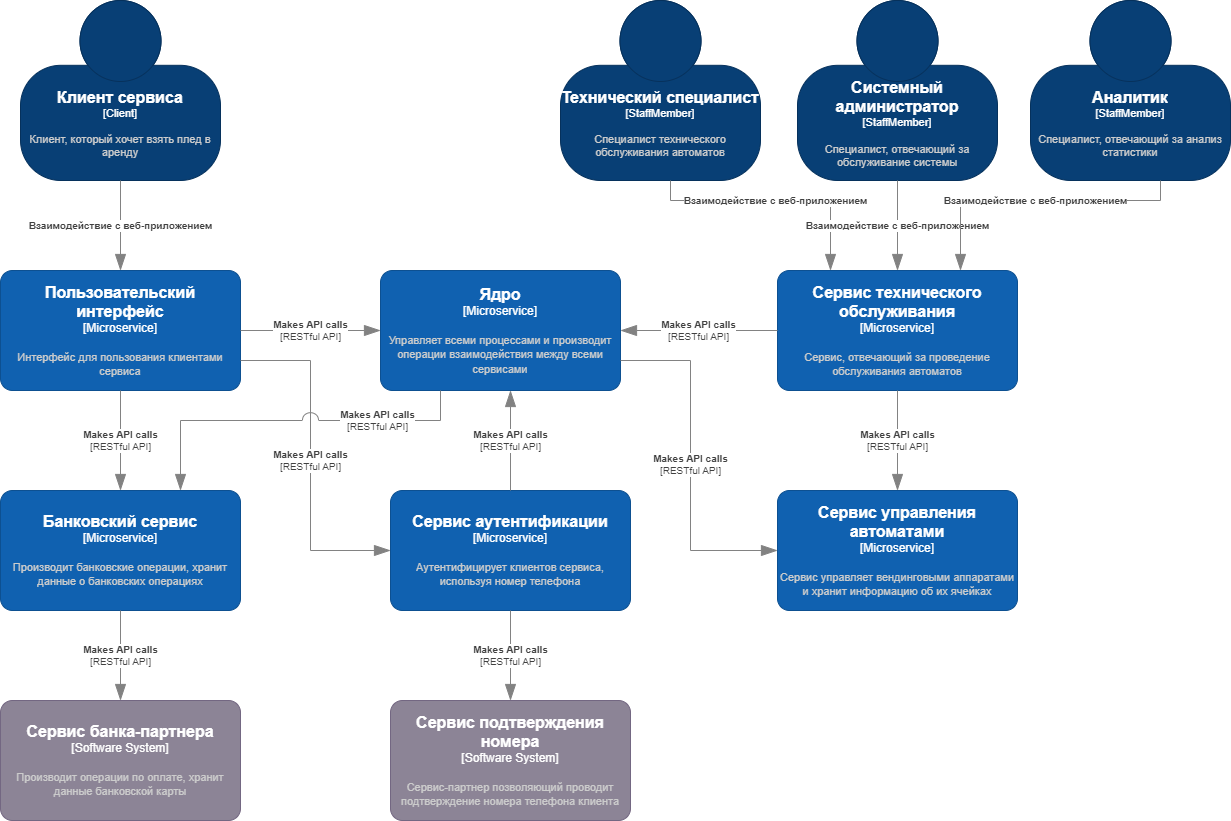 Клиент сервиса
[Client]
Клиент, который хочет взять плед в
аренду
Технический специалист
[StaffMember]
Специалист технического
обслуживания автоматов
Системный
администратор
[StaffMember]
Специалист, отвечающий за
обслуживание системы
Аналитик
[StaffMember]
Специалист, отвечающий за анализ
статистики
Взаимодействие с веб-приложением
Взаимодействие с веб-приложением
Взаимодействие с веб-приложением
Взаимодействие с веб-приложением
Пользовательский
интерфейс
[Microservice]
Интерфейс для пользования клиентами
сервиса
Makes API calls
[RESTful API]
Ядро
[Microservice]
Управляет всеми процессами и производит
операции взаимодействия между всеми
сервисами
Makes API calls
[RESTful API]
Сервис технического
обслуживания
[Microservice]
Сервис, отвечающий за проведение
обслуживания автоматов
Makes API calls
[RESTful API]
Makes API calls
[RESTful API]
Makes API calls
[RESTful API]
Makes API calls
[RESTful API]
Makes API calls
[RESTful API]
Makes API calls
[RESTful API]
Банковский сервис
[Microservice]
Производит банковские операции, хранит
данные о банковских операциях
Сервис аутентификации
[Microservice]
Аутентифицирует клиентов сервиса,
используя номер телефона
Сервис управления
автоматами
[Microservice]
Сервис управляет вендинговыми аппаратами
и хранит информацию об их ячейках
Makes API calls
[RESTful API]
Makes API calls
[RESTful API]
Сервис банка-партнера
[Software System]
Производит операции по оплате, хранит
данные банковской карты
Сервис подтверждения
номера
[Software System]
Сервис-партнер позволяющий проводит
подтверждение номера телефона клиента